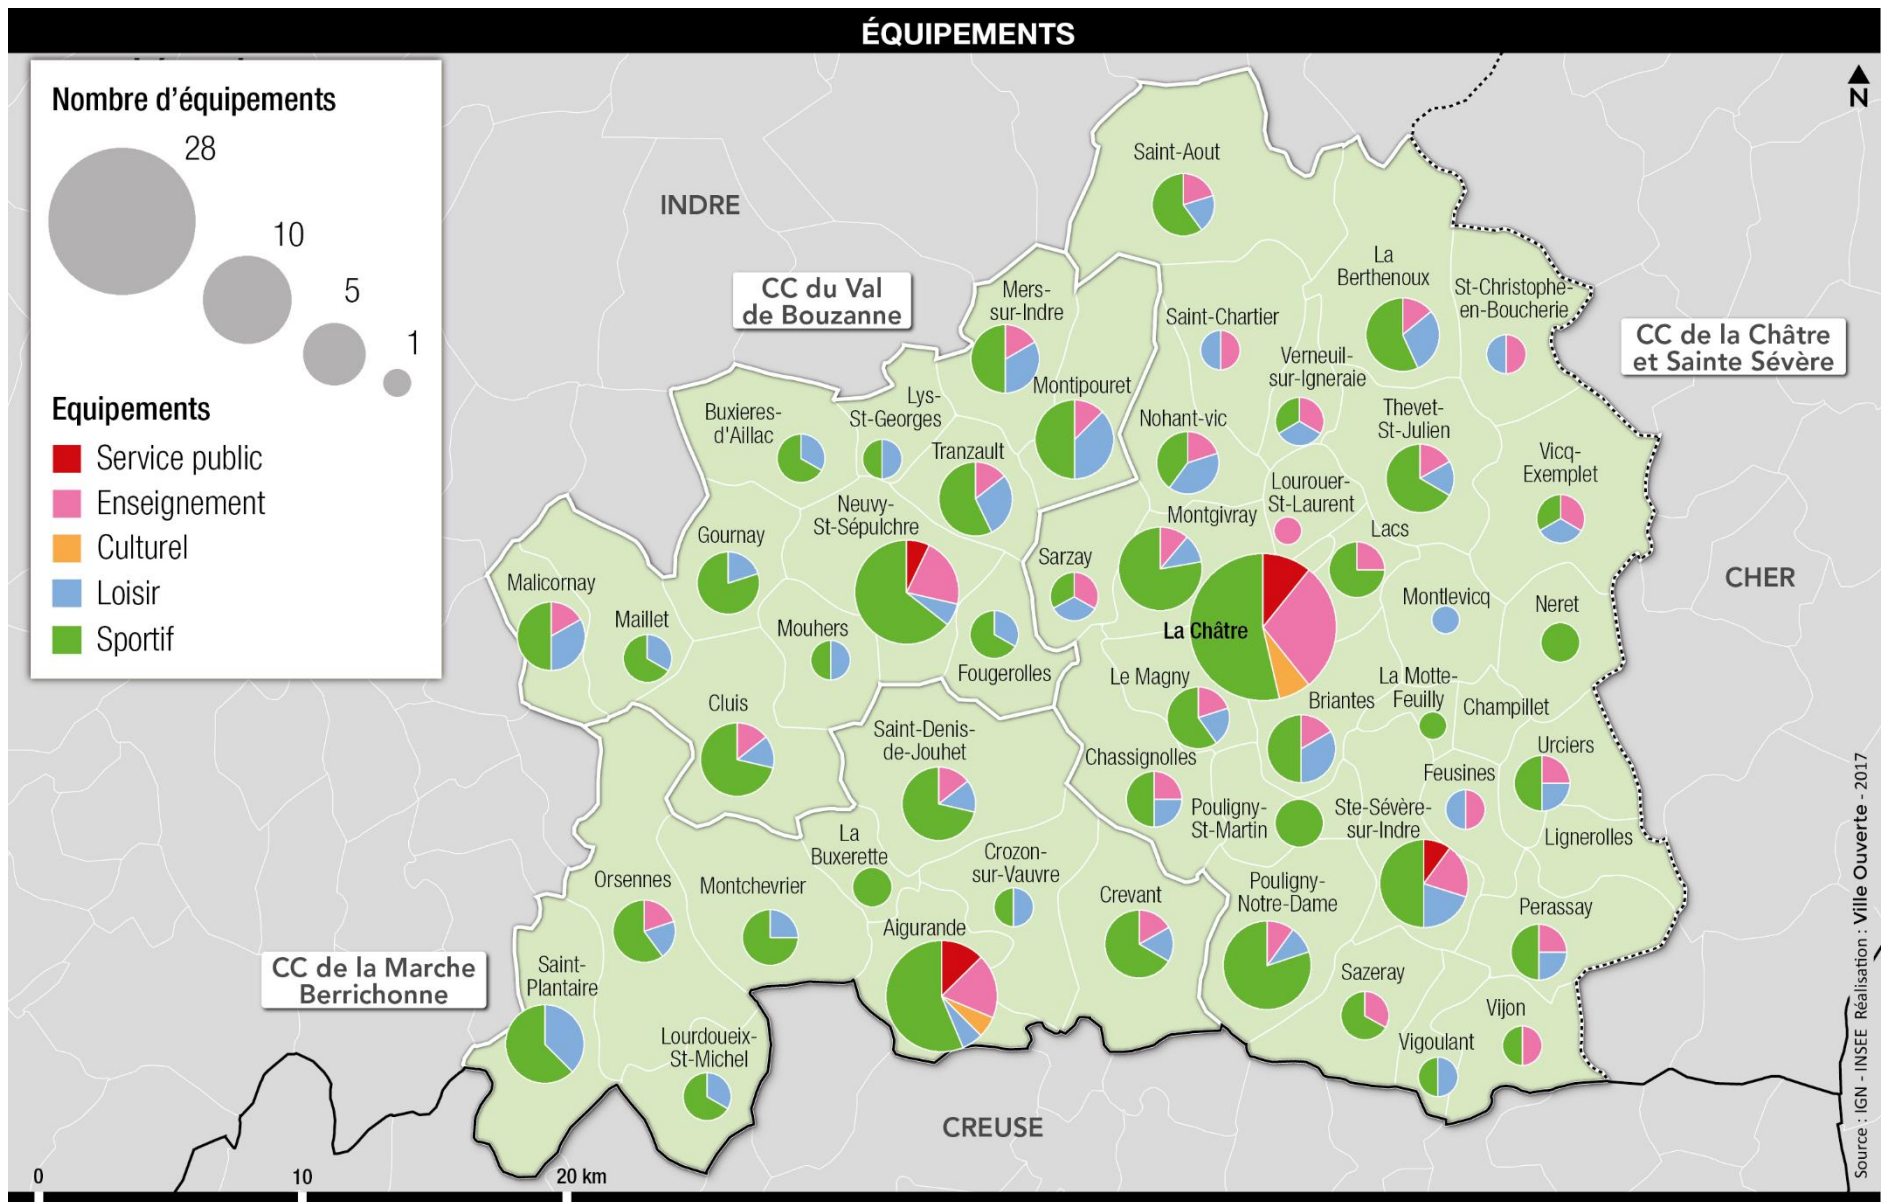 ÉQUIPEMENTS
Nombre d'équipements
28
10
5
1
Equipements
Service public
Enseignement
Culturel
Loisir
Sportif
N
INDRE
CHER
CREUSE
CC du Val
de Bouzanne
CC de la Châtre
et Sainte Sévère
CC de la Marche
Berrichonne
Saint-Aout
La
Berthenoux
St-Christophe-
en-Boucherie
Mers-
sur-Indre
Saint-Chartier
Verneuil-
sur-Igneraie
Montipouret
Lys-
St-Georges
Buxieres-
d'Aillac
Nohant-vic
Thevet-
St-Julien
Tranzault
Vicq-
Exemplet
Lourouer-
St-Laurent
Neuvy-
St-Sépulchre
Montgivray
Lacs
Gournay
Sarzay
Malicornay
Maillet
Mouhers
Fougerolles
La Châtre
Montlevicq
Neret
Le Magny
La Motte-
Feuilly
Champillet
Briantes
Cluis
Saint-Denis-
de-Jouhet
Chassignolles
Urciers
Feusines
Pouligny-
St-Martin
Ste-Sévère-
sur-Indre
Lignerolles
La
Buxerette
Crozon-
sur-Vauvre
Orsennes
Montchevrier
Crevant
Pouligny-
Notre-Dame
Perassay
Aigurande
Saint-
Plantaire
Sazeray
Vijon
Vigoulant
Lourdoueix-
St-Michel
0
10
20 km
Source : IGN - INSEE Réalisation : Ville Ouverte - 2017